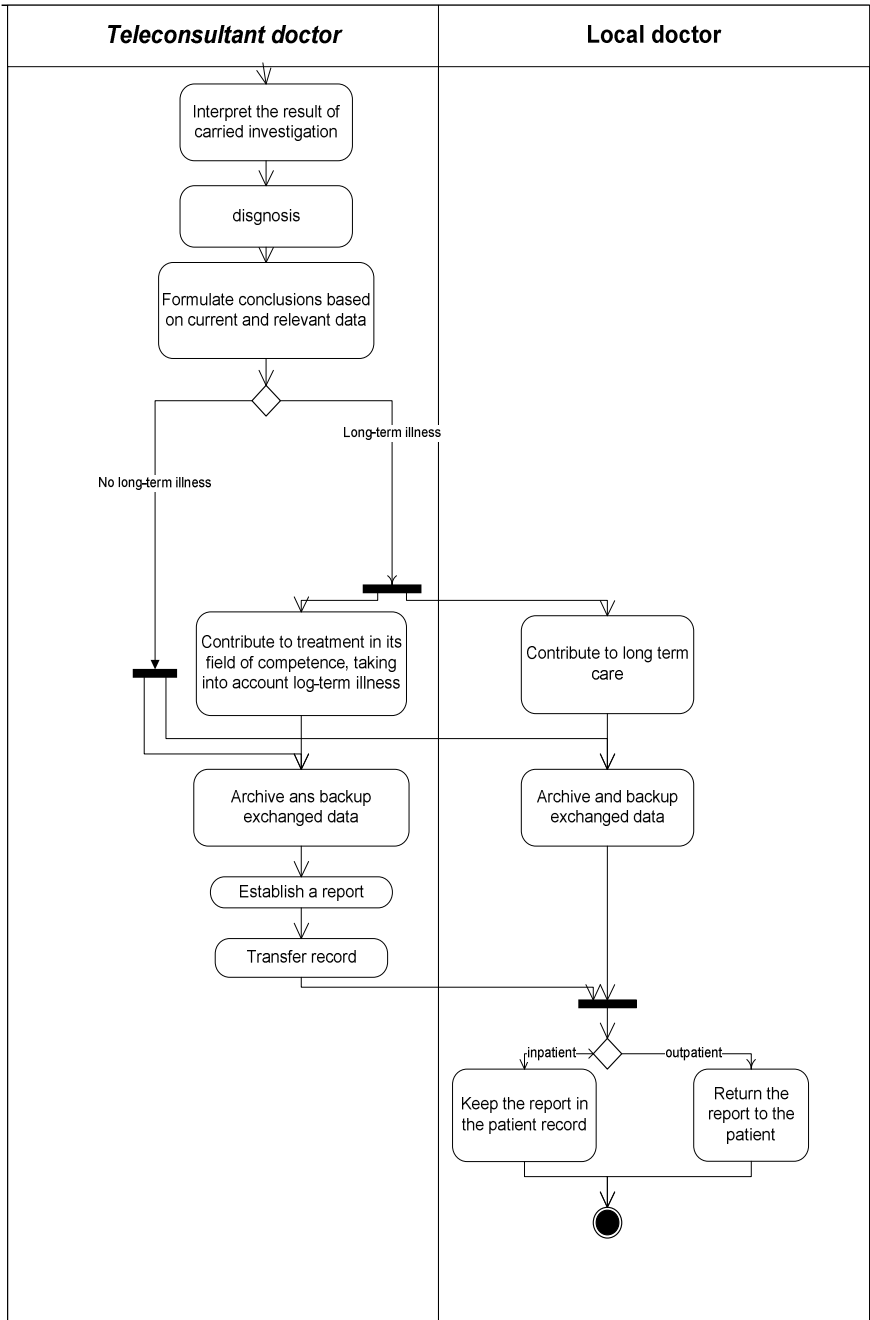 Teleconsultant doctor
Local doctor
Interpret the result of
carried investigation
disgnosis
Formulate conclusions based
on current and relevant data
Long-term illness
No long-term illness
Contribute to treatment in its
field of competence, taking
into account log-term illness
Contribute to long term
care
Archive ans backup
exchanged data
Archive and backup
exchanged data
Establish a report
Transfer record
inpatient
outpatient
Keep the report in
the patient record
Return the
report to the
patient